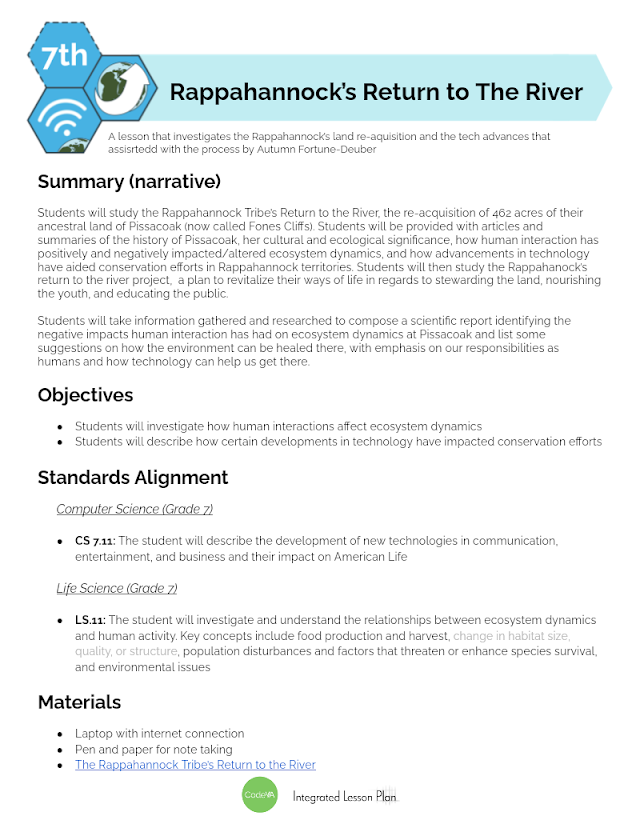 7th
Rappahannock's Return to The River
A lesson that investigates the Rappahannock's land re-aquisition and the tech advances that
assisrtedd with the process by Autumn Fortune-Deuber
Summary (narrative)
Students will study the Rappahannock Tribe's Return to the River, the re-acquisition of 462 acres of their
ancestral land of Pissacoak (now called Fones Cliffs). Students will be provided with articles and
summaries of the history of Pissacoak, her cultural and ecological significance, how human interaction has
positively and negatively impacted/altered ecosystem dynamics, and how advancements in technology
have aided conservation efforts in Rappahannock territories. Students will then study the Rappahanock's
return to the river project,  a plan to revitalize their ways of life in regards to stewarding the land, nourishing
the youth, and educating the public.
Students will take information gathered and researched to compose a scientific report identifying the
negative impacts human interaction has had on ecosystem dynamics at Pissacoak and list some
suggestions on how the environment can be healed there, with emphasis on our responsibilities as
humans and how technology can help us get there.
Objectives
● Students will investigate how human interactions affect ecosystem dynamics
● Students will describe how certain developments in technology have impacted conservation efforts
Standards Alignment
Computer Science (Grade 7)
● CS 7.11: The student will describe the development of new technologies in communication,
entertainment, and business and their impact on American Life
Life Science (Grade 7)
● LS.11: The student will investigate and understand the relationships between ecosystem dynamics
and human activity. Key concepts include food production and harvest, change in habitat size,
quality, or structure, population disturbances and factors that threaten or enhance species survival,
and environmental issues
Materials
● Laptop with internet connection
● Pen and paper for note taking
● The Rappahannock Tribe's Return to the River
CodeVA Integrated Lesson Plan